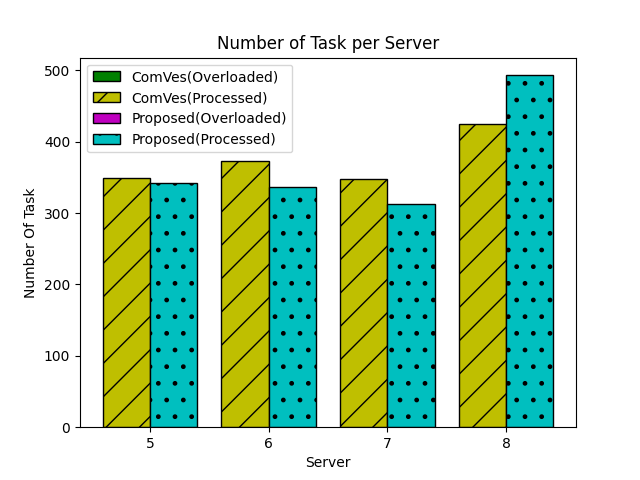 Number of Task per Server
ComVes(Overloaded)
ComVes(Processed)
Proposed(Overloaded)
Proposed(Processed)
500
400
300
200
100
0
Number Of Task
5 6 7 8
Server